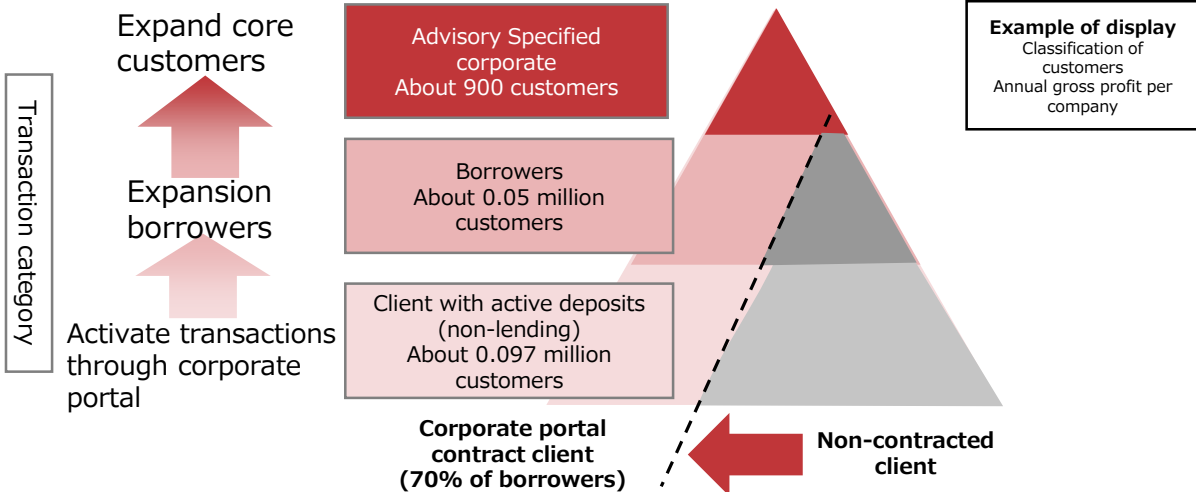 Transaction category
Expand core
customers
Expansion
borrowers
Activate transactions
through corporate
portal
Advisory Specified
corporate
About 900 customers
Borrowers
About 0.05 million
customers
Client with active deposits
(non-lending)
About 0.097 million
customers
Corporate portal
contract client
(70% of borrowers)
Non-contracted
client
Example of display
Classification of
customers
Annual gross profit per
company